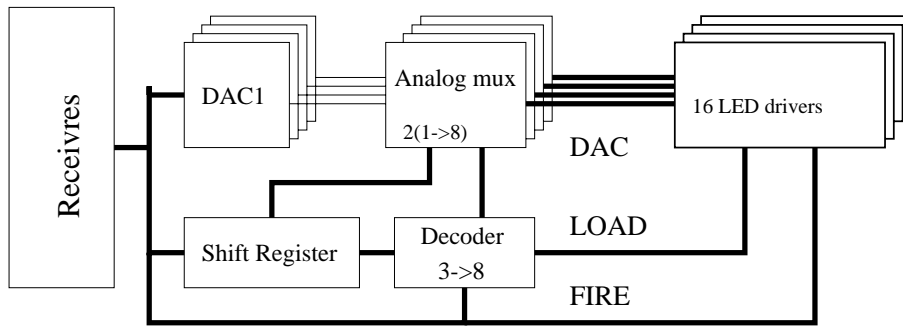 Receivres
DAC1
Analog mux
2(1->8)
16 LED drivers
DAC
Shift Register
Decoder
3->8
LOAD
FIRE